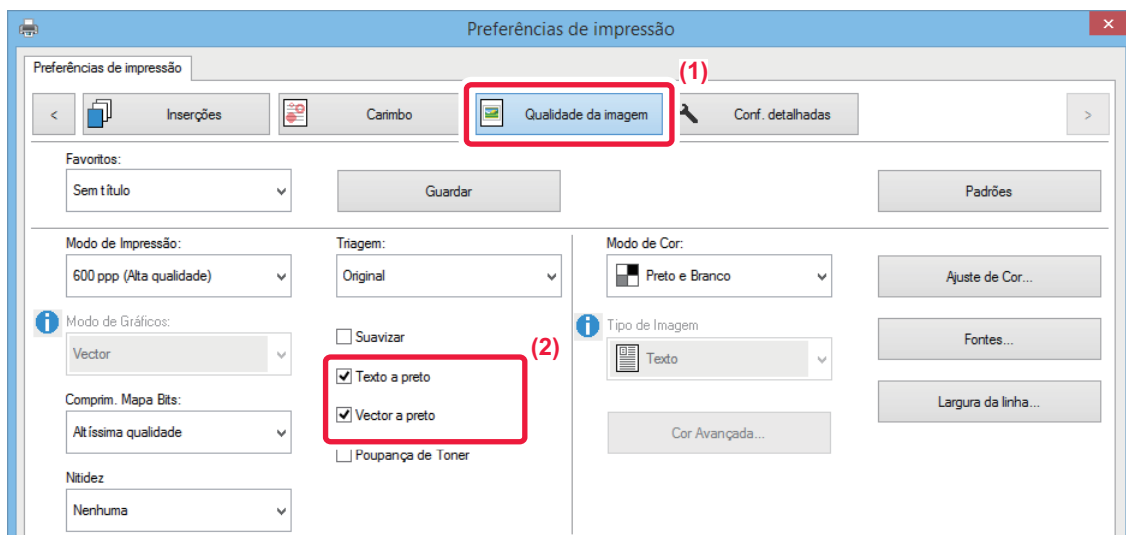 Preferências de impressão
×
Preferências de impressão
(1)
<
Inserções
Carimbo
Qualidade da imagem
Conf. detalhadas
>
Favoritos:
Sem título
Guardar
Padrões
Modo de Impressão:
600 ppp (Alta qualidade)
Triagem:
Original
Modo de Cor:
Preto e Branco
Ajuste de Cor...
Modo de Gráficos:
Vector
Suavizar
(2)
Texto a preto
Vector a preto
Poupança de Toner
Tipo de Imagem
Texto
Fontes...
Largura da linha...
Comprim. Mapa Bits:
Altíssima qualidade
Cor Avançada...
Nitidez
Nenhuma